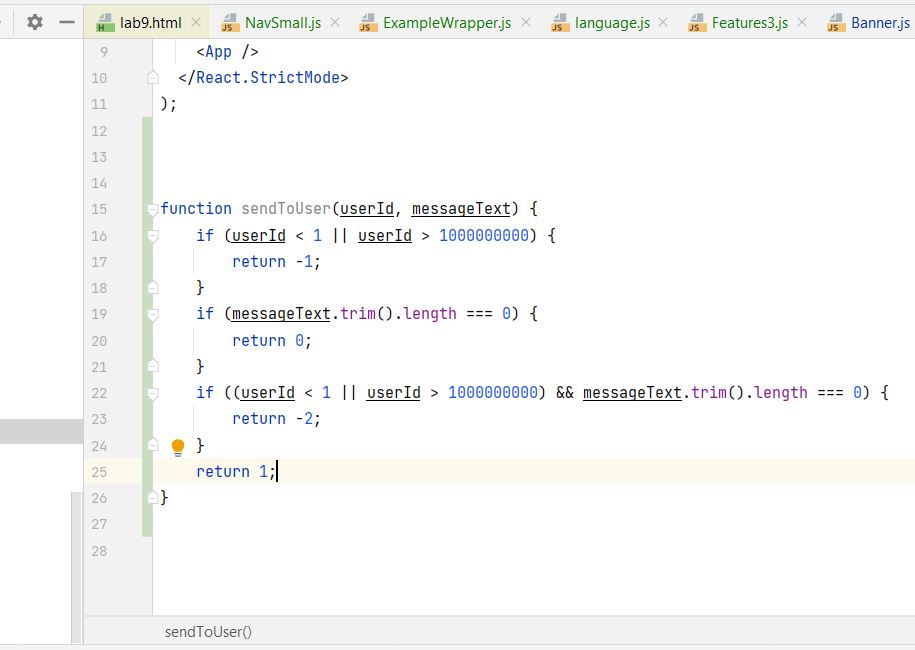 lab9.html NavSmall.js ExampleWrapper.js language.js Features3.js Banner.js
9 <App />
10 </React.StrictMode>
11 );
12
13
14
15 function sendToUser(userId, messageText) {
16 if (userId < 1 || userId > 1000000000) {
17 return -1;
18 }
19 if (messageText.trim().length === 0) {
20 return 0;
21 }
22 if ((userId < 1 || userId > 1000000000) && messageText.trim().length === 0) {
23 return -2;
24 }
25 return 1;
26 }
27
28
sendToUser()